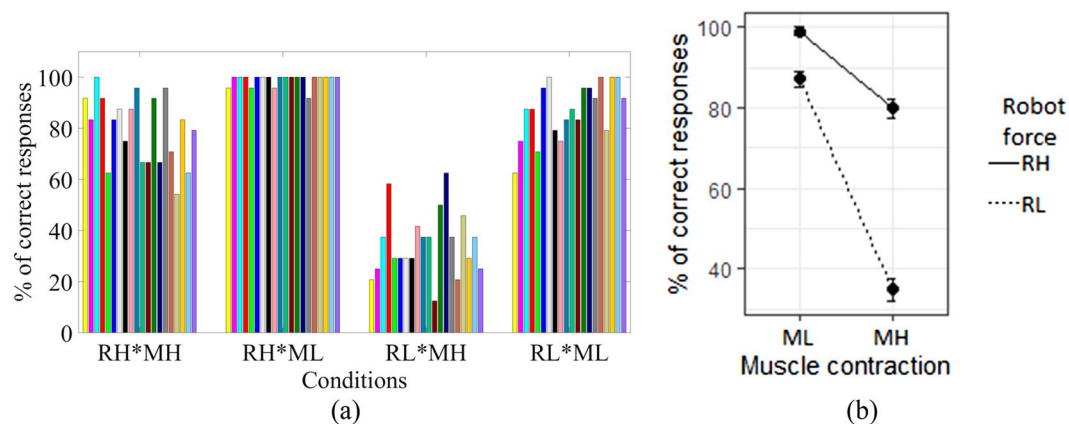 % of correct responses
100
80
60
40
20
0
RH*MH RH*ML RL*MH RL*ML
Conditions
(a)
% of correct responses
100
80
60
40
ML MH
Muscle contraction
Robot
force
RH
RL
(b)